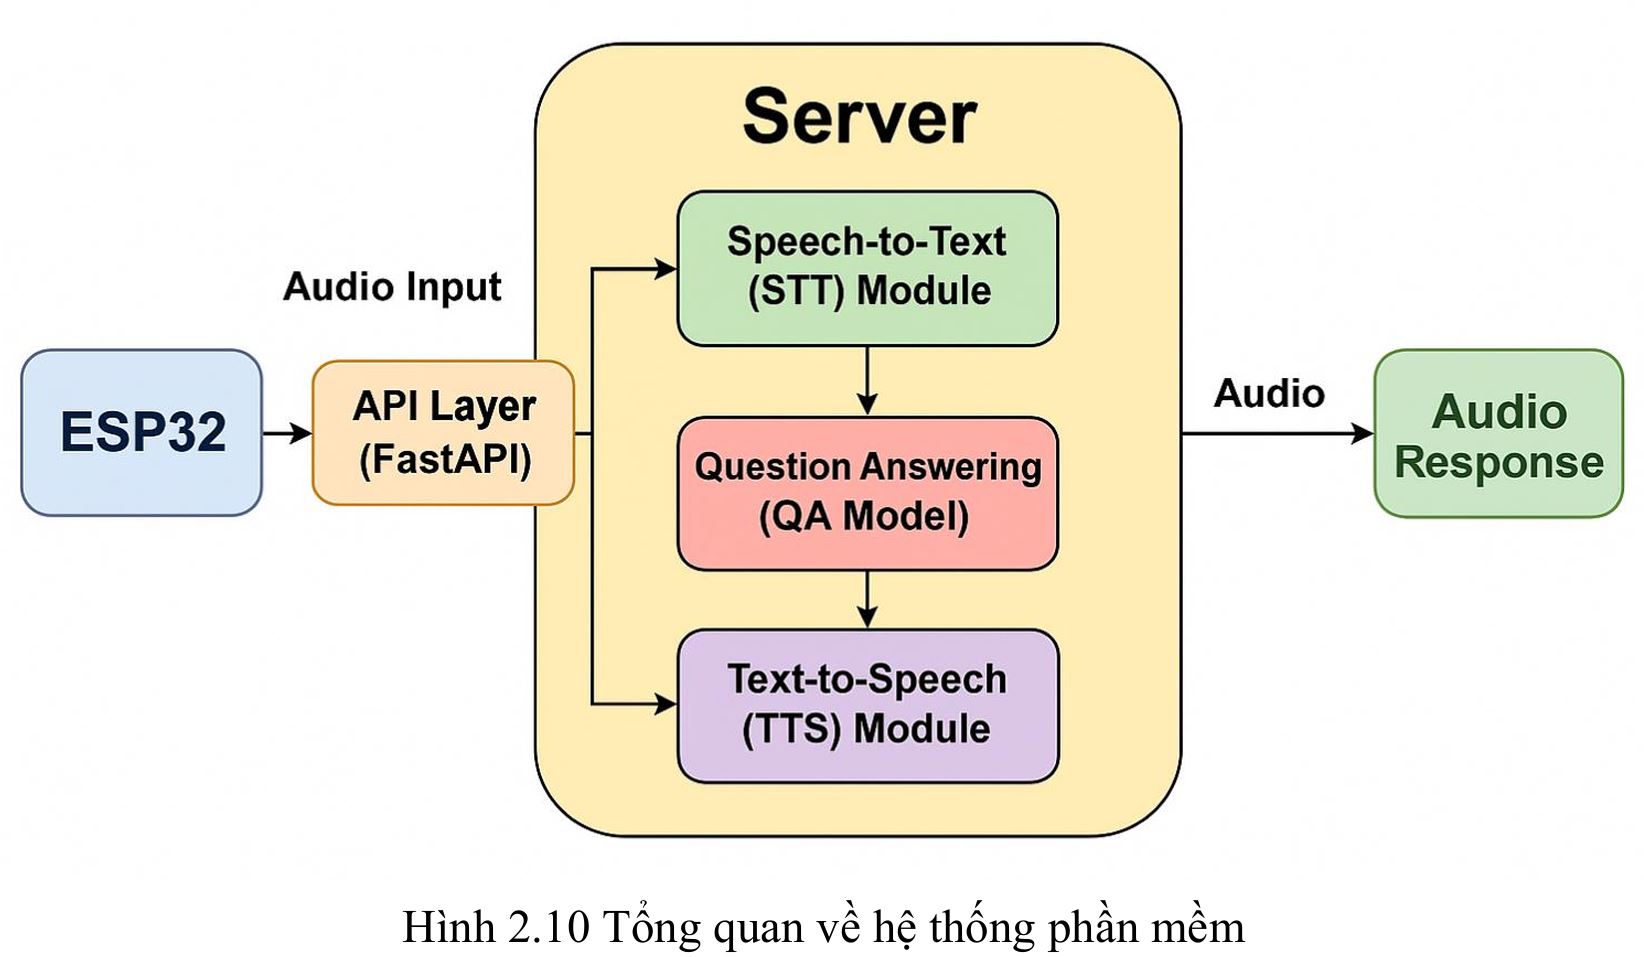 Server
Speech-to-Text
(STT) Module
Audio Input
ESP32
API Layer
(FastAPI)
Question Answering
(QA Model)
Text-to-Speech
(TTS) Module
Audio
Audio
Response
Hình 2.10 Tổng quan về hệ thống phần mềm